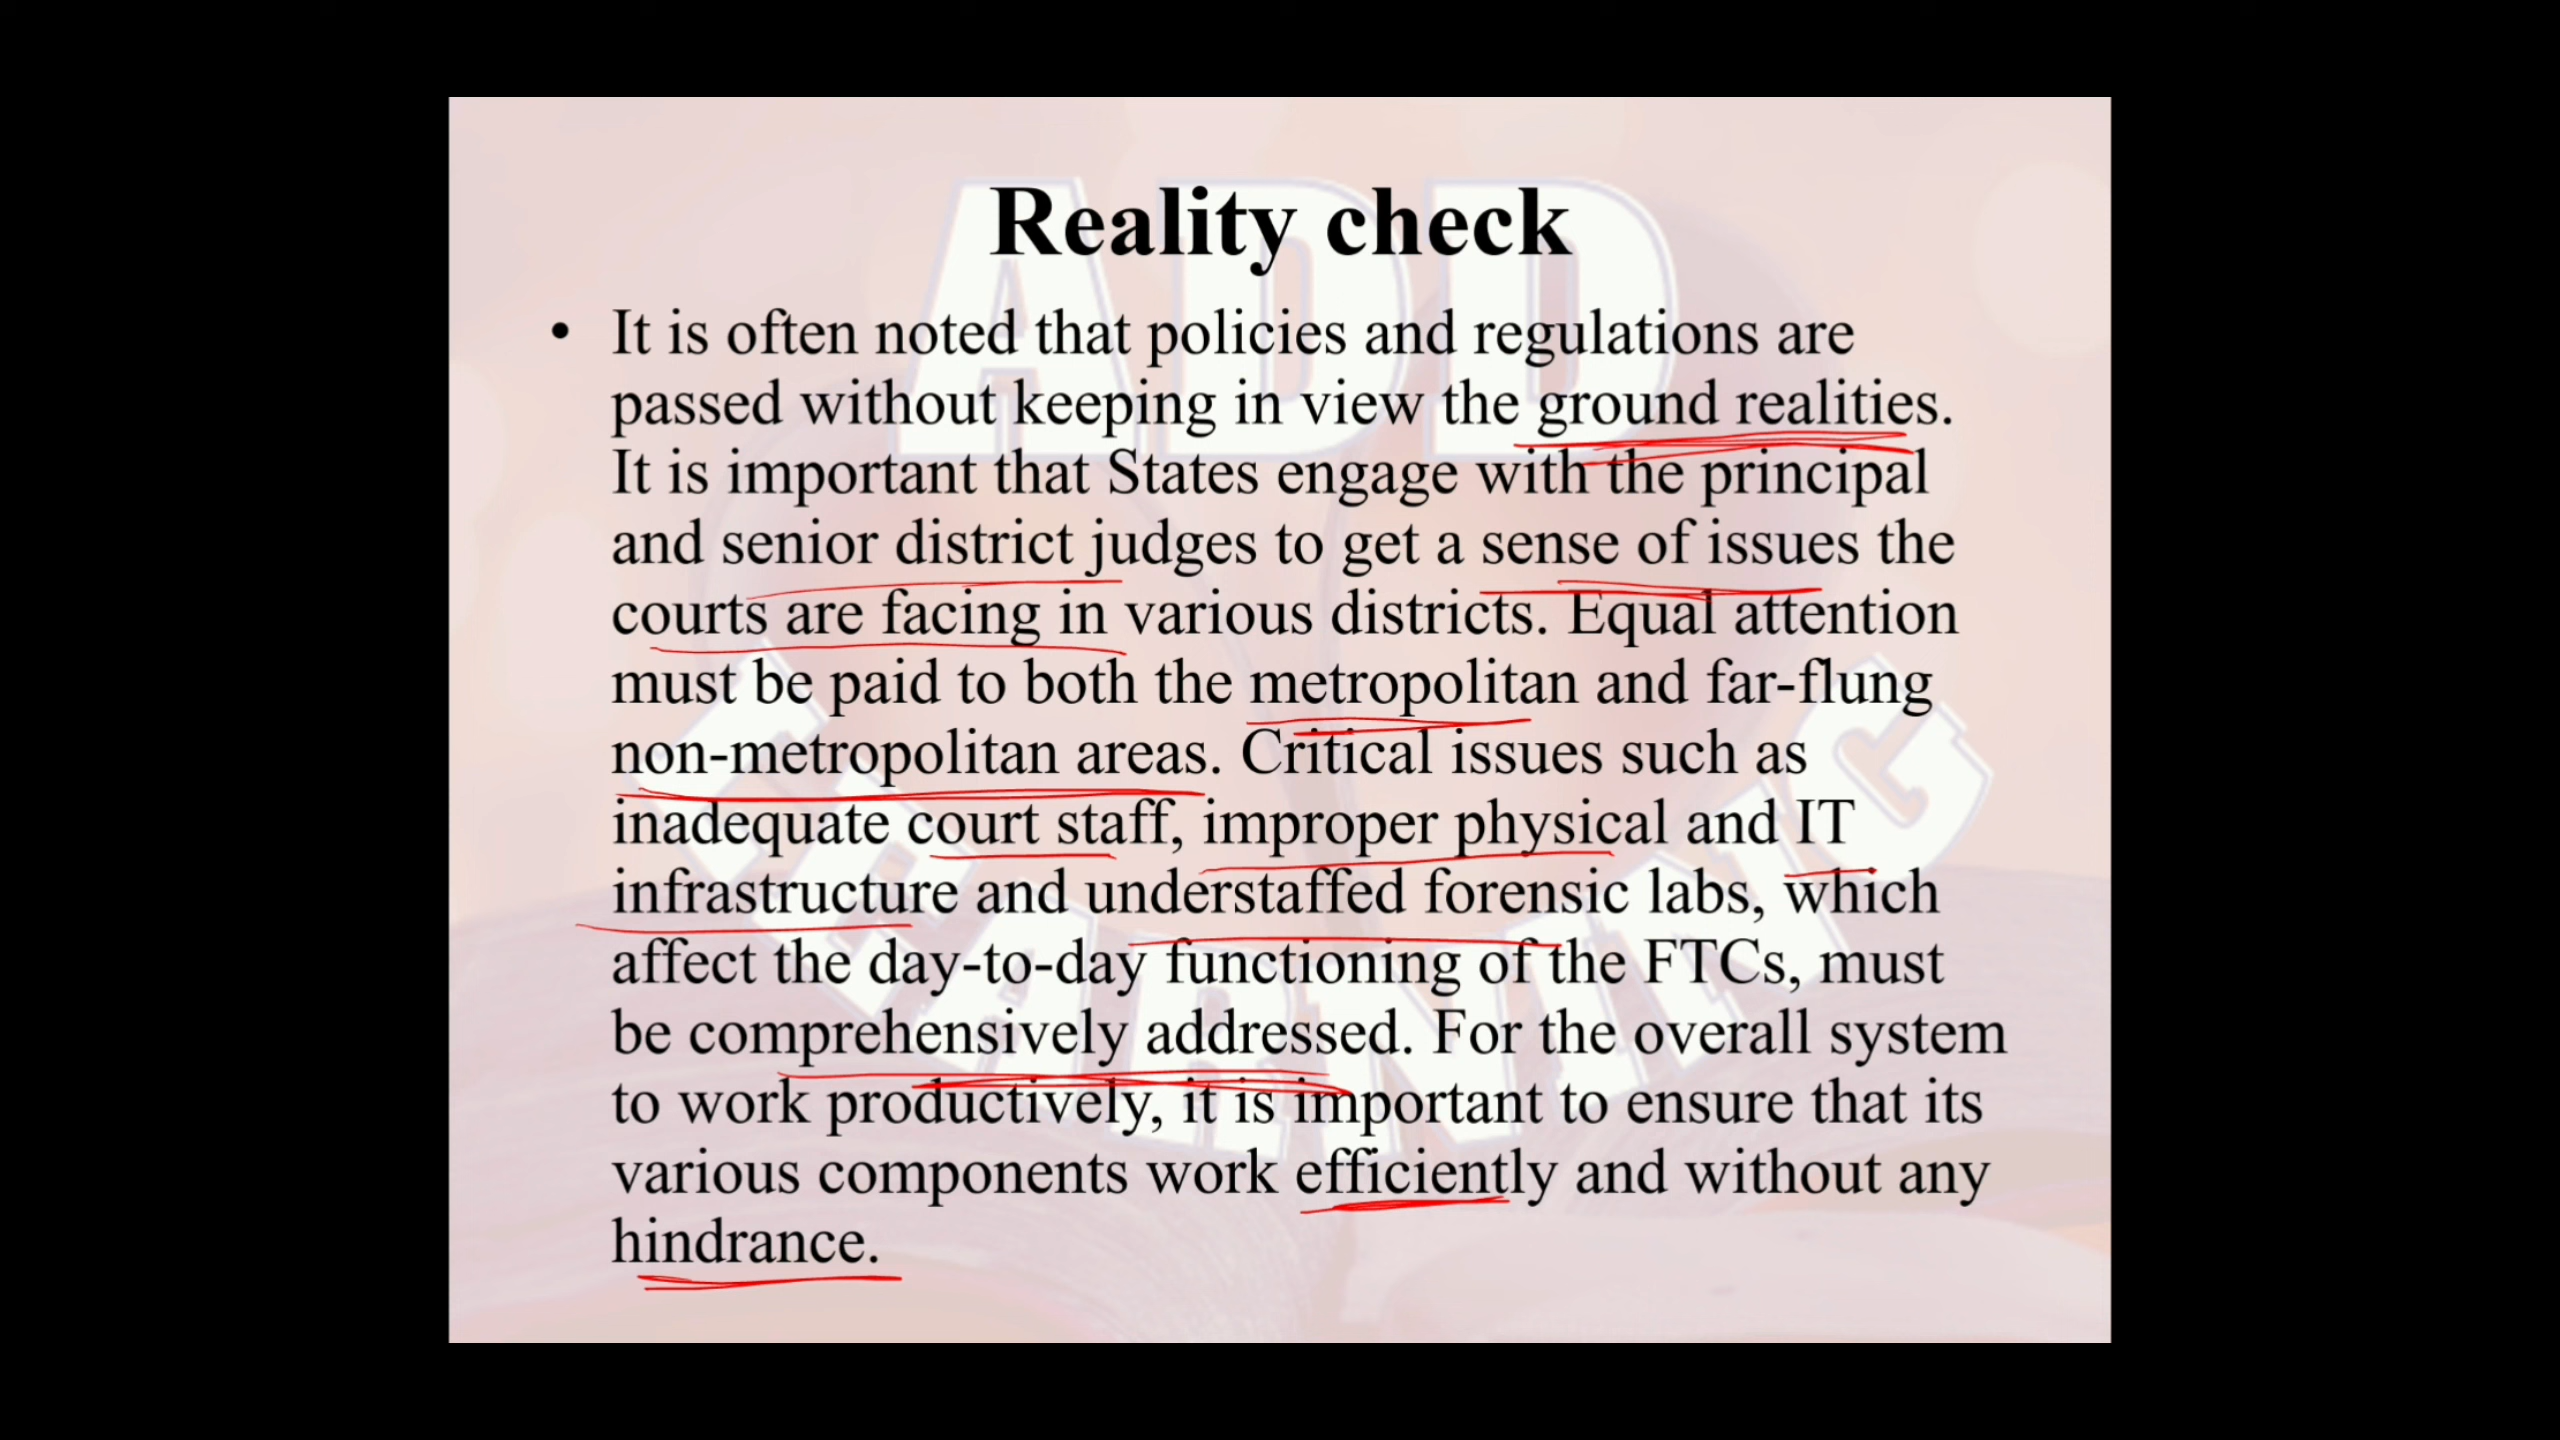 Reality check
• It is often noted that policies and regulations are
passed without keeping in view the ground realities.
It is important that States engage with the principal
and senior district judges to get a sense of issues the
courts are facing in various districts. Equal attention
must be paid to both the metropolitan and far-flung
non-metropolitan areas. Critical issues such as
inadequate court staff, improper physical and IT
infrastructure and understaffed forensic labs, which
affect the day-to-day functioning of the FTCs, must
be comprehensively addressed. For the overall system
to work productively, it is important to ensure that its
various components work efficiently and without any
hindrance.
ADD
LEARNING